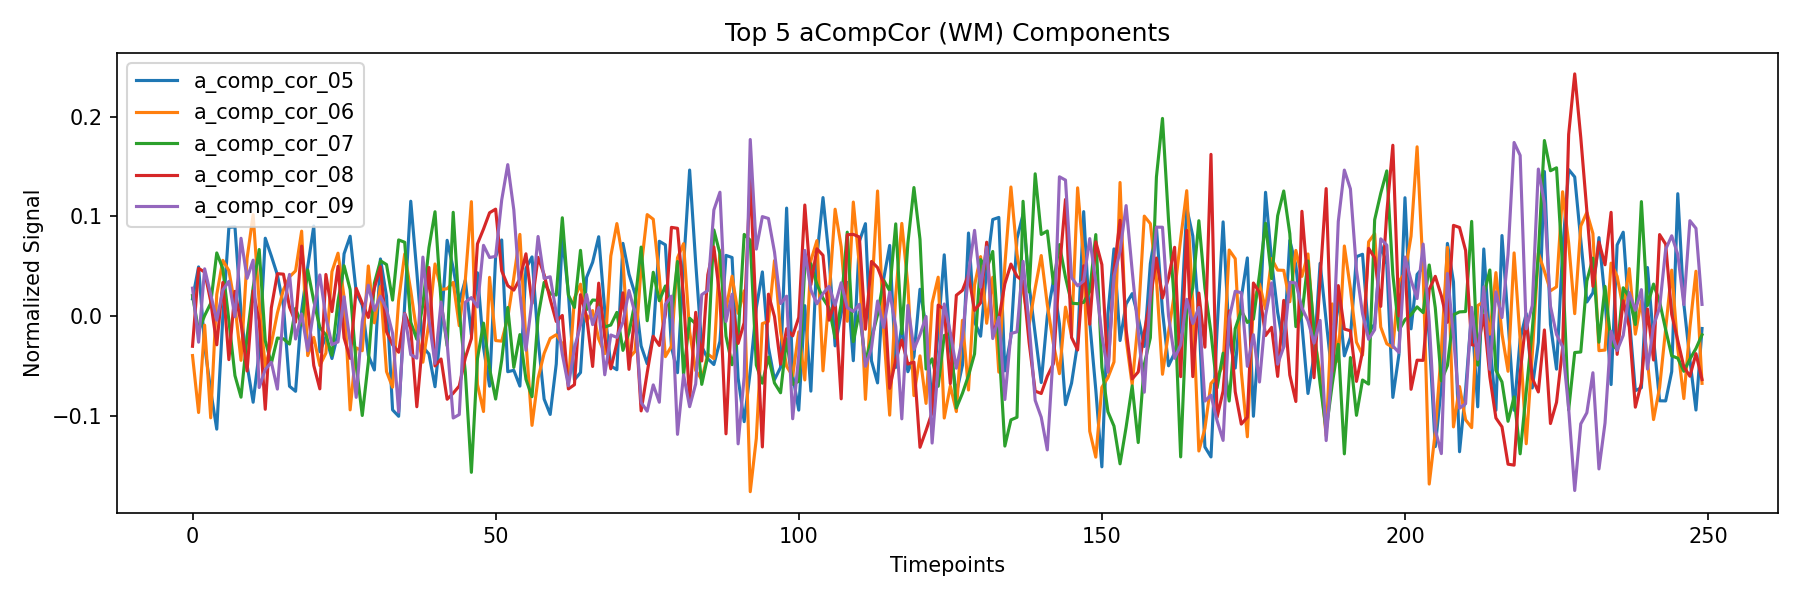 Top 5 aCompCor (WM) Components
a_comp_cor_05
a_comp_cor_06
a_comp_cor_07
a_comp_cor_08
a_comp_cor_09
Normalized Signal
0.2
0.1
0.0
−0.1
0 50 100 150 200 250
Timepoints